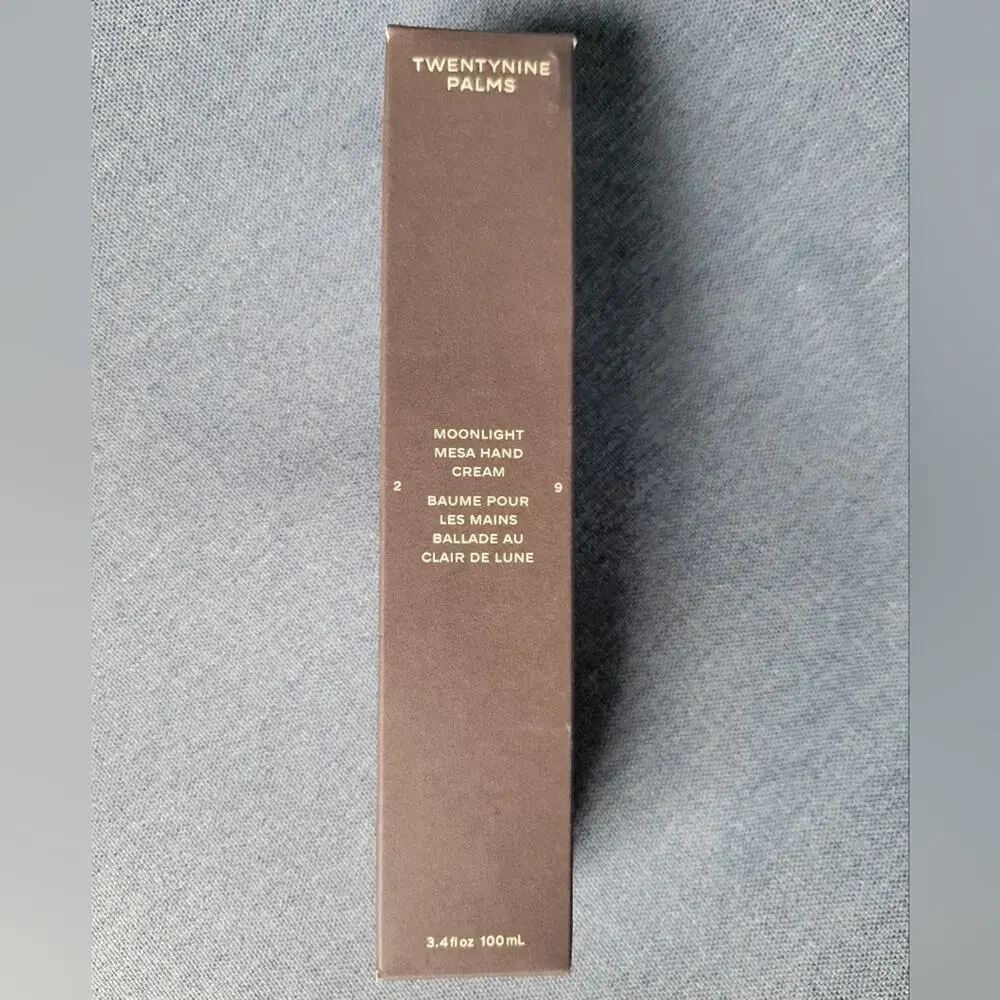 TWENTYNINE
PALMS
MOONLIGHT
MESA HAND
CREAM
2 9
BAUME POUR
LES MAINS
BALLADE AU
CLAIR DE LUNE
3.4 fl oz 100 mL